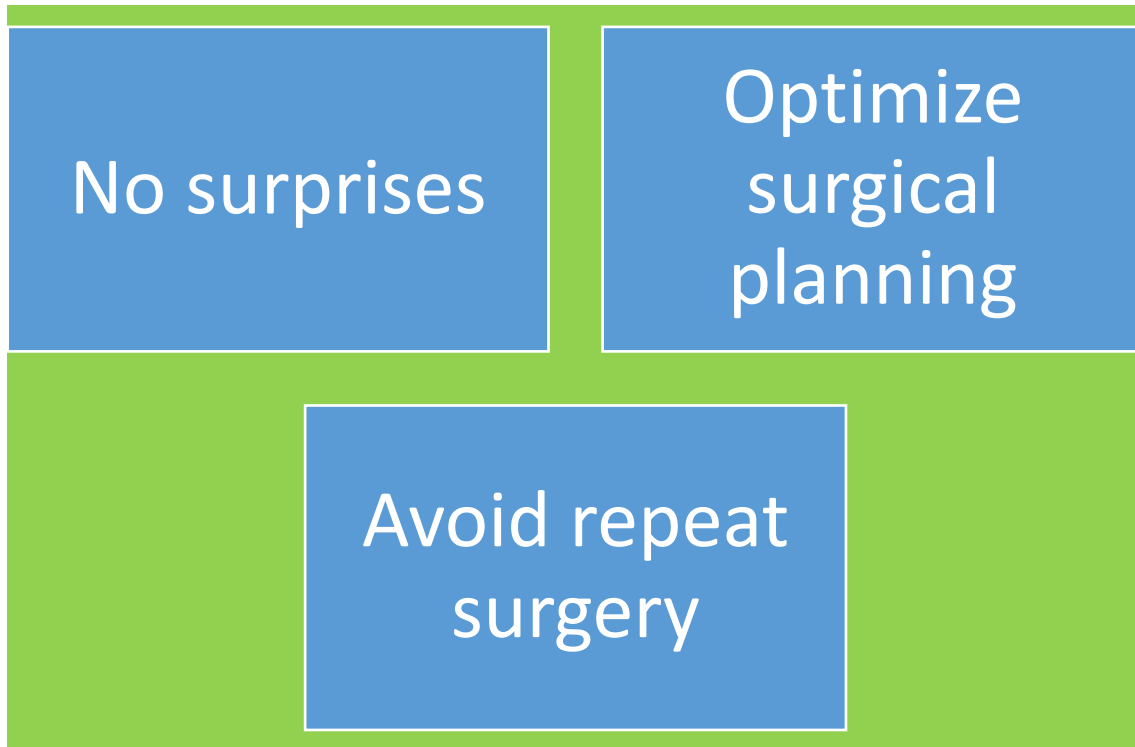 No surprises
Optimize
surgical
planning
Avoid repeat
surgery